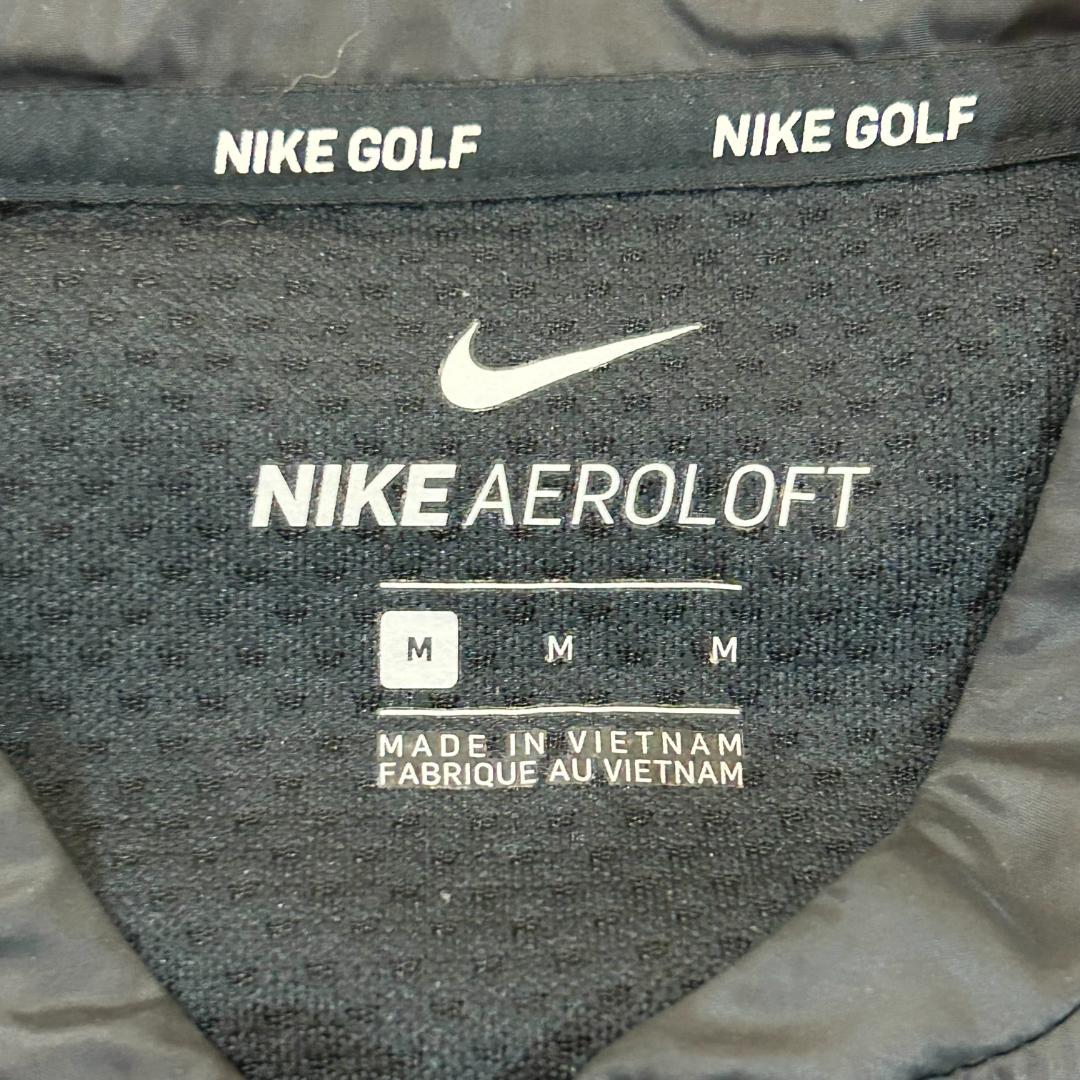 NIKE GOLF NIKE GOLF
NIKE AEROLOFT
M M M
MADE IN VIETNAM
FABRIQUE AU VIETNAM